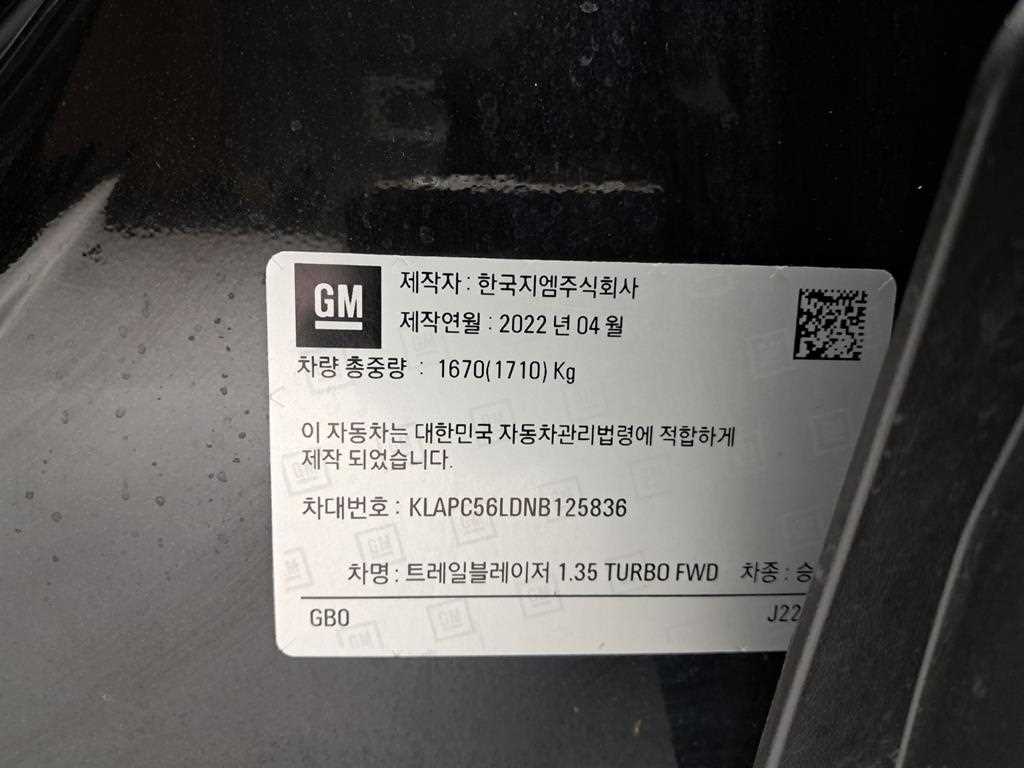 GM
제작자 : 한국지엠주식회사
제작연월 : 2022 년 04 월
차량 총중량 : 1670(1710) Kg
이 자동차는 대한민국 자동차관리법령에 적합하게
제작 되었습니다.
차대번호 : KLAPC56LDNB125836
차명 : 트레일블레이저 1.35 TURBO FWD 차종 : 승
GB0 J22